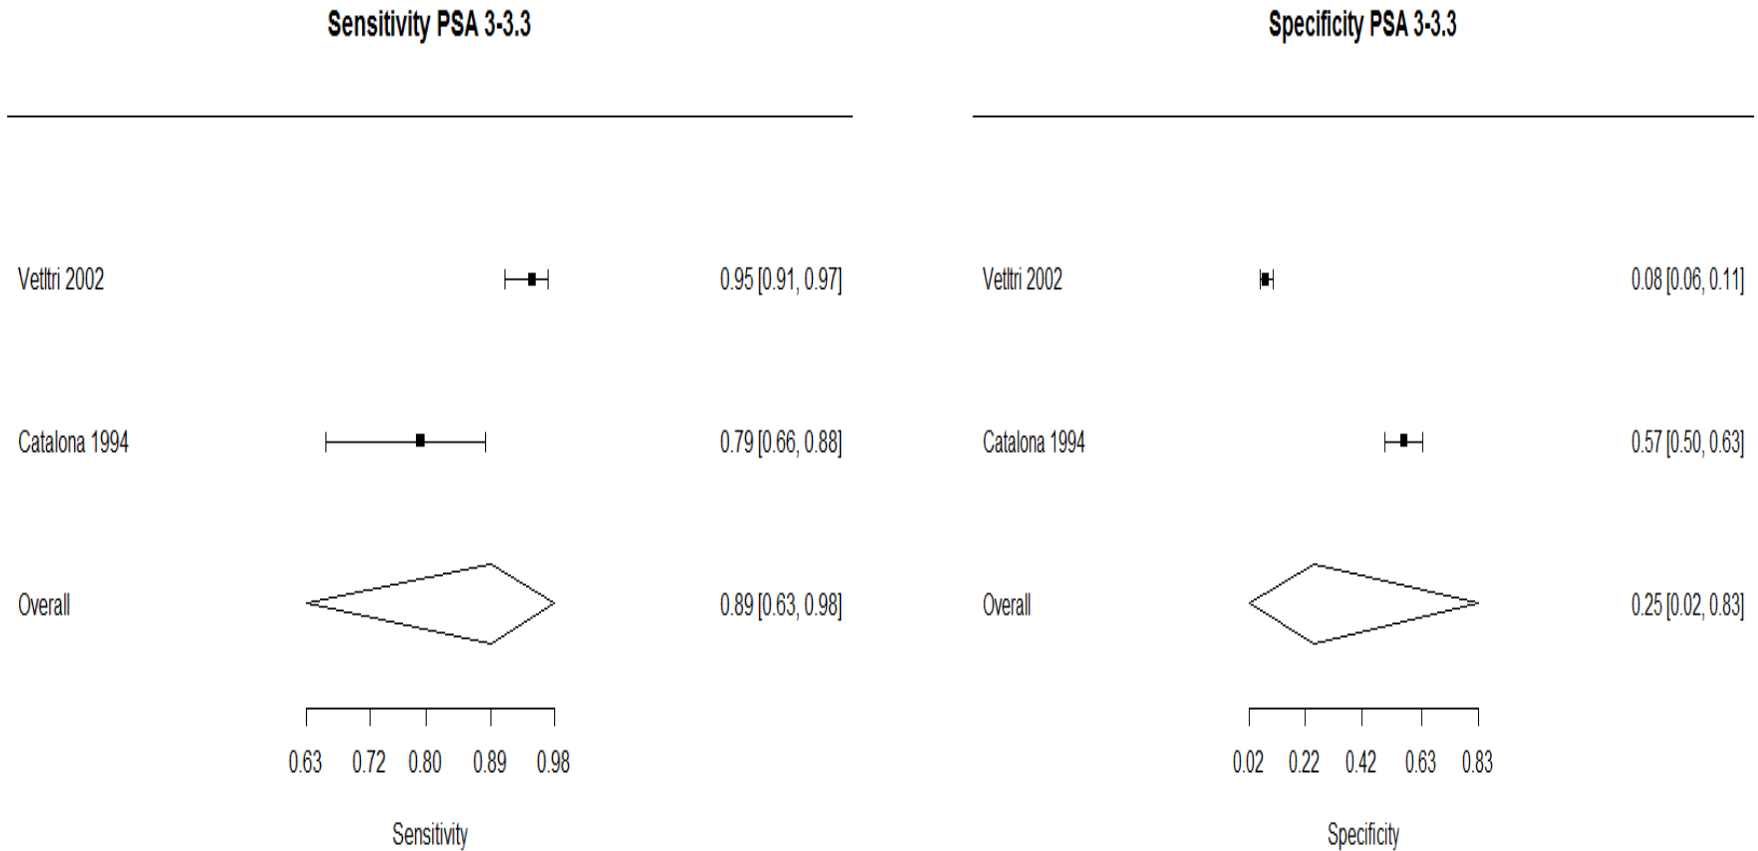 Sensitivity PSA 3-3.3
Vetltri 2002 0.95 [0.91, 0.97]
Catalona 1994 0.79 [0.66, 0.88]
Overall 0.89 [0.63, 0.98]
0.63 0.72 0.80 0.89 0.98
Sensitivity
Specificity PSA 3-3.3
Vetltri 2002 0.08 [0.06, 0.11]
Catalona 1994 0.57 [0.50, 0.63]
Overall 0.25 [0.02, 0.83]
0.02 0.22 0.42 0.63 0.83
Specificity